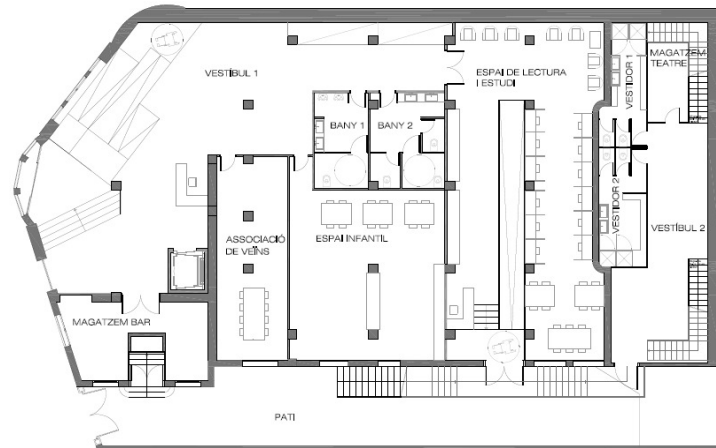 VESTÍBUL 1
ESPAI DE LECTURA
I ESTUDI
VESTIDOR 1
MAGATZEM
TEATRE
BANY 1
BANY 2
VESTIDOR 2
ASSOCIACIÓ
DE VEÏNS
ESPAI INFANTIL
VESTÍBUL 2
MAGATZEM BAR
PATI